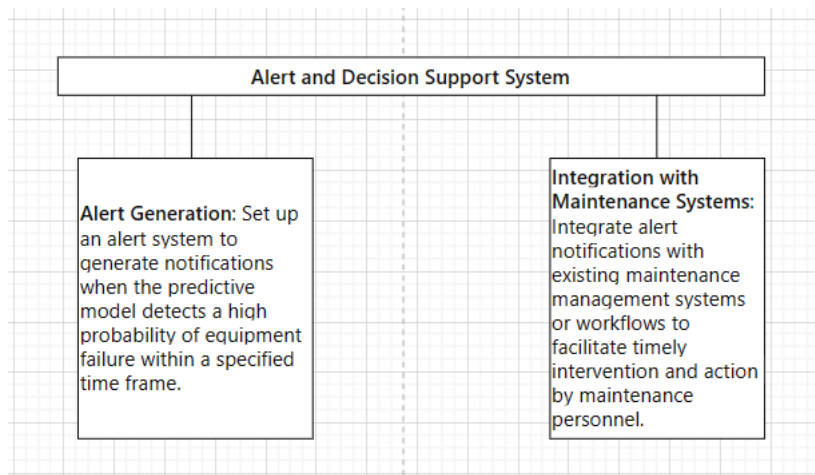 Alert and Decision Support System
Alert Generation: Set up
an alert system to
generate notifications
when the predictive
model detects a high
probability of equipment
failure within a specified
time frame.
Integration with
Maintenance Systems:
Integrate alert
notifications with
existing maintenance
management systems
or workflows to
facilitate timely
intervention and action
by maintenance
personnel.